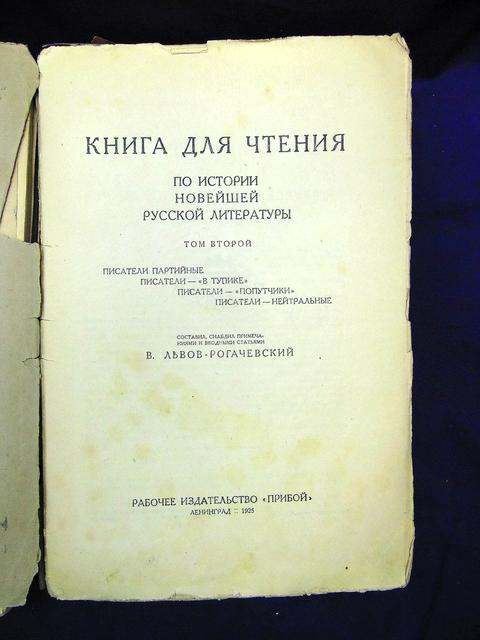 КНИГА ДЛЯ ЧТЕНИЯ
ПО ИСТОРИИ
НОВЕЙШЕЙ
РУССКОЙ ЛИТЕРАТУРЫ
ТОМ ВТОРОЙ
ПИСАТЕЛИ ПАРТИЙНЫЕ
ПИСАТЕЛИ — «В ТУПИКЕ»
ПИСАТЕЛИ — «ПОПУТЧИКИ»
ПИСАТЕЛИ — НЕЙТРАЛЬНЫЕ
СОСТАВИЛ, СНАБДИЛ ПРИМЕЧА-
НИЯМИ И ВВОДНЫМИ СТАТЬЯМИ
В. ЛЬВОВ-РОГАЧЕВСКИЙ
РАБОЧЕЕ ИЗДАТЕЛЬСТВО «ПРИБОЙ»
ЛЕНИНГРАД :: 1925